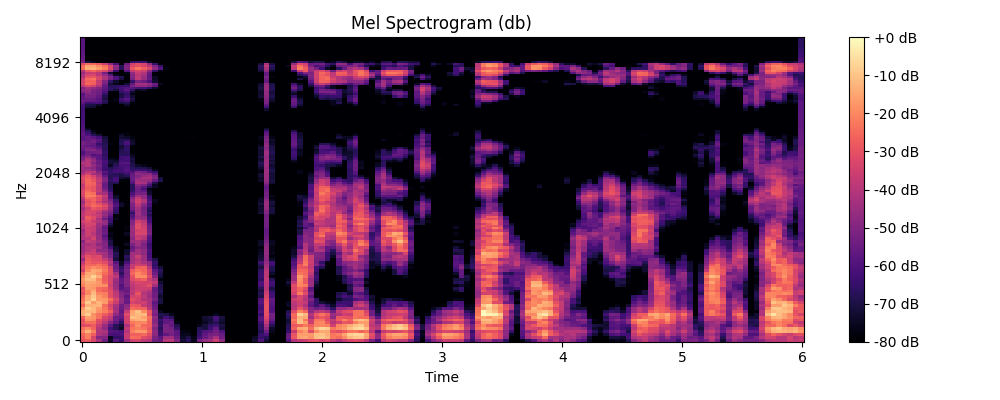 Mel Spectrogram (db)
8192
4096
2048
1024
512
0
Hz
0 1 2 3 4 5 6
Time
+0 dB
-10 dB
-20 dB
-30 dB
-40 dB
-50 dB
-60 dB
-70 dB
-80 dB